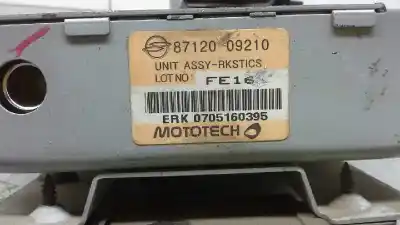 87120 09210
UNIT ASSY-RKSTICS
LOT NO: FE16
ERK 0705160395
MOTOTECH